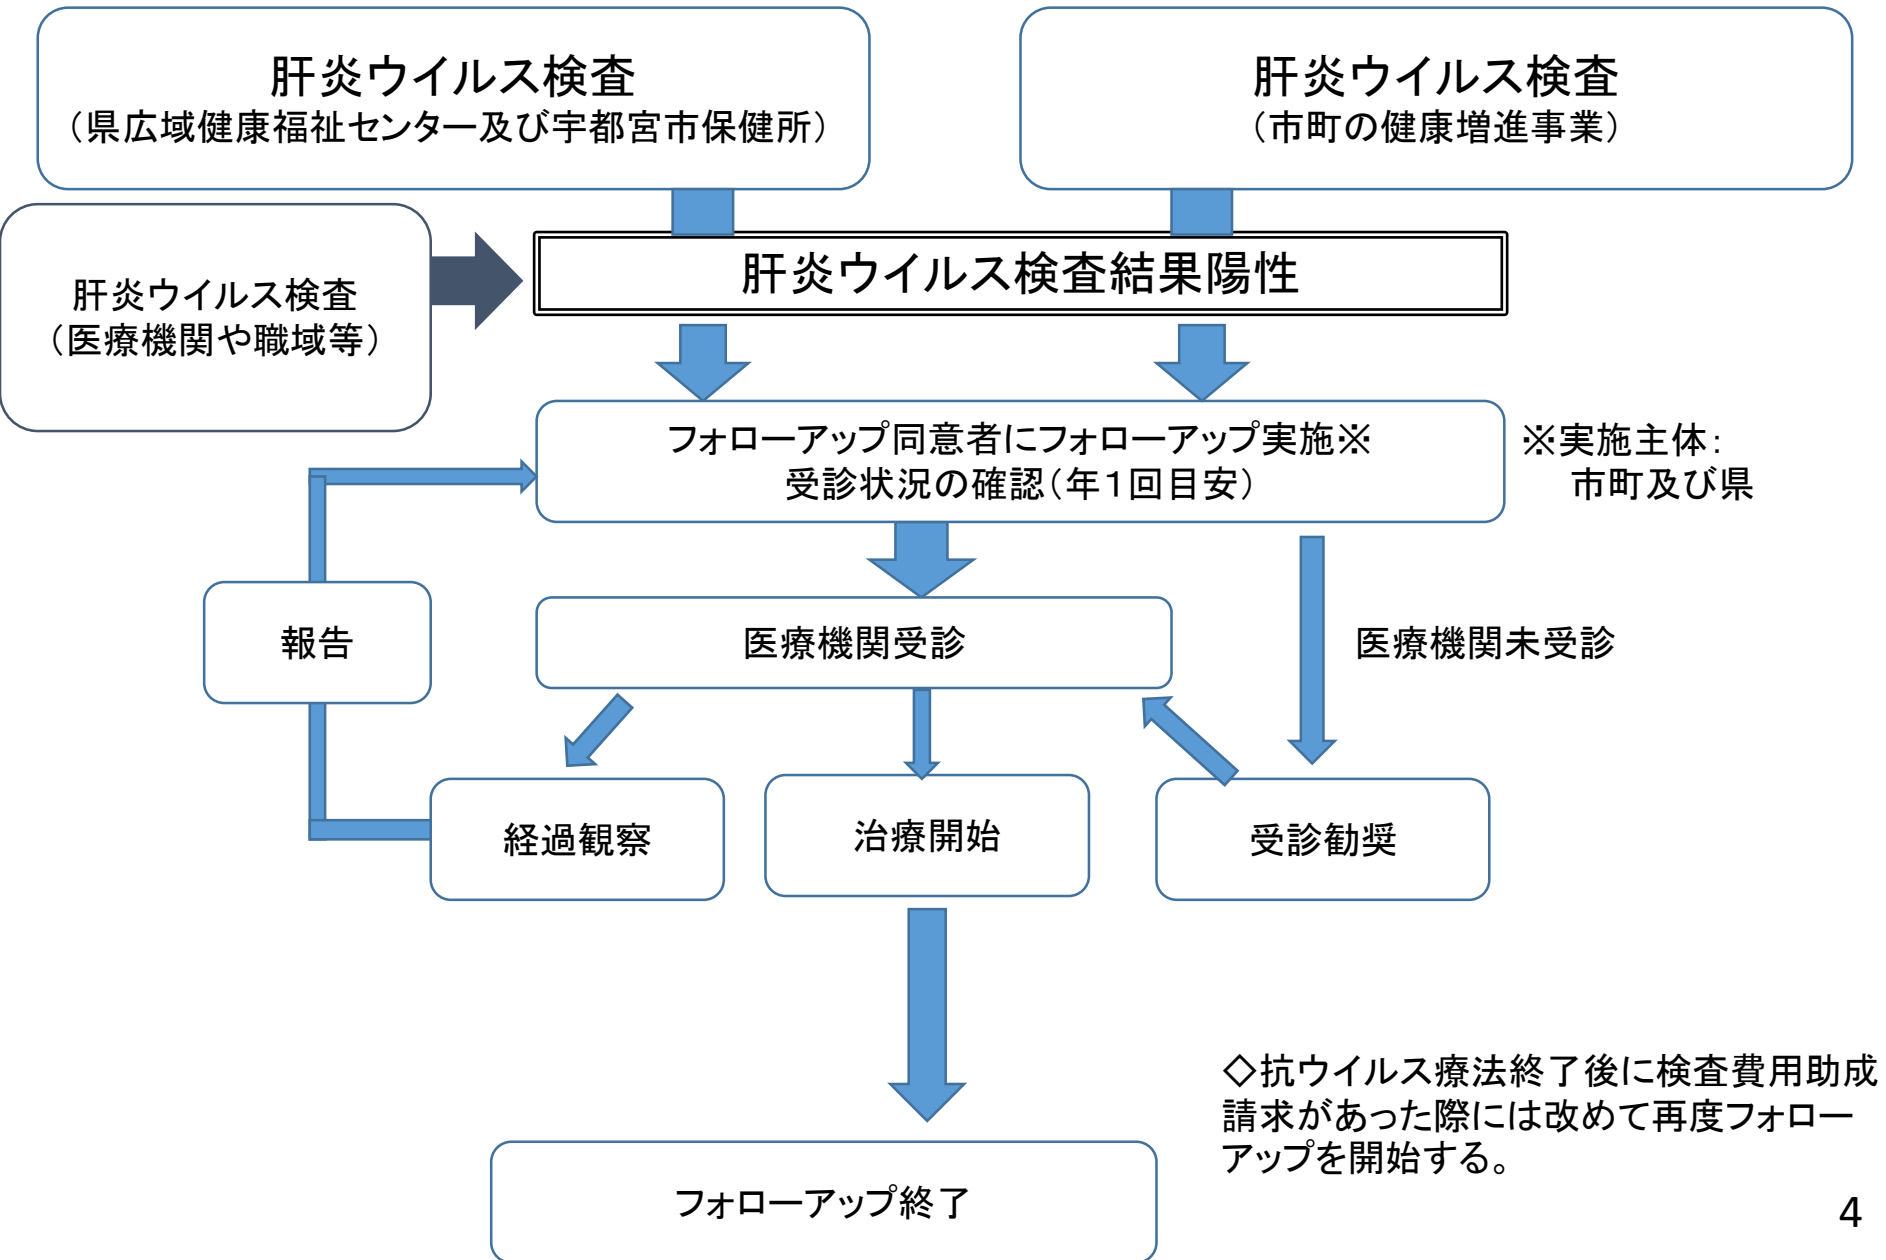 肝炎ウイルス検査
（県広域健康福祉センター及び宇都宮市保健所）
肝炎ウイルス検査
（市町の健康増進事業）
肝炎ウイルス検査
（医療機関や職域等）
肝炎ウイルス検査結果陽性
フォローアップ同意者にフォローアップ実施※
受診状況の確認（年１回目安）
※実施主体：
市町及び県
報告
医療機関受診
医療機関未受診
経過観察
治療開始
受診勧奨
◇抗ウイルス療法終了後に検査費用助成
請求があった際には改めて再度フォロー
アップを開始する。
フォローアップ終了
4